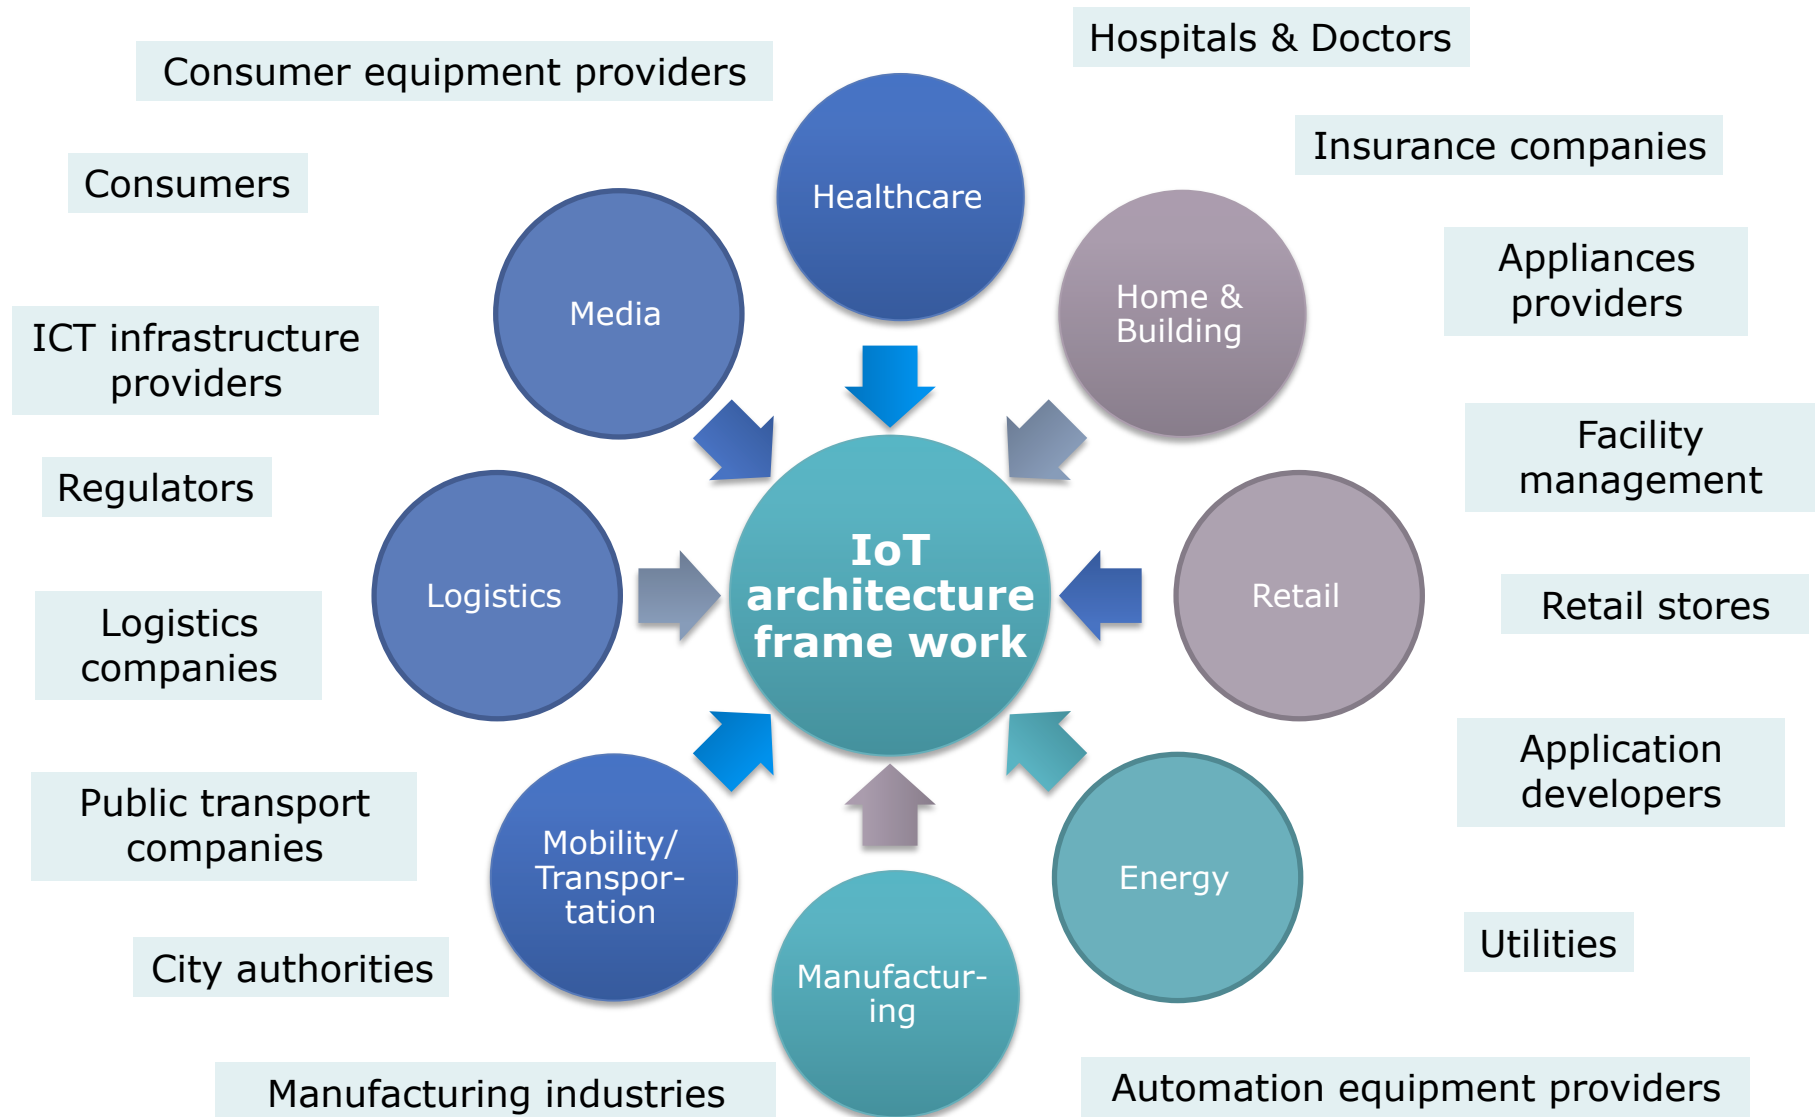 Hospitals & Doctors
Consumer equipment providers
Insurance companies
Consumers
Healthcare
Appliances
providers
Media
Home &
Building
ICT infrastructure
providers
Facility
management
Regulators
IoT
architecture
frame work
Logistics
Retail
Retail stores
Logistics
companies
Application
developers
Public transport
companies
Mobility/
Transpor-
tation
Energy
Utilities
City authorities
Manufactur-
ing
Manufacturing industries
Automation equipment providers